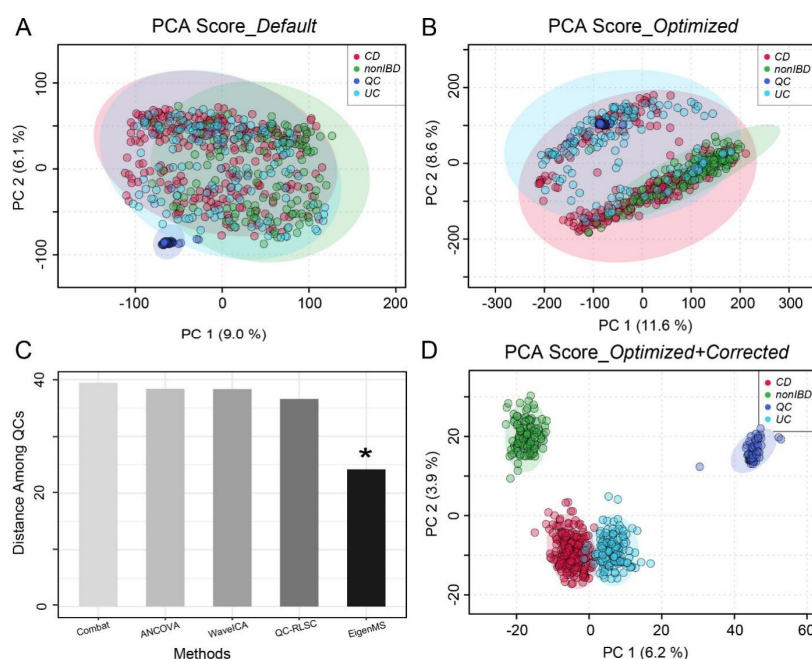 A
PCA Score_Default
CD
nonIBD
QC
UC
100
0
-100
PC 2 (6.1 %)
-100
0
100
200
PC 1 (9.0 %)
B
PCA Score_Optimized
CD
nonIBD
QC
UC
200
0
-200
PC 2 (8.6 %)
-300
-200
-100
0
100
200
300
PC 1 (11.6 %)
C
40
20
0
Distance Among QCs
*
Combat
ANCOVA
WaveICA
QC-RLSC
EigenMS
Methods
D
PCA Score_Optimized+Corrected
CD
nonIBD
QC
UC
20
0
-20
PC 2 (3.9 %)
-20
0
20
40
60
PC 1 (6.2 %)